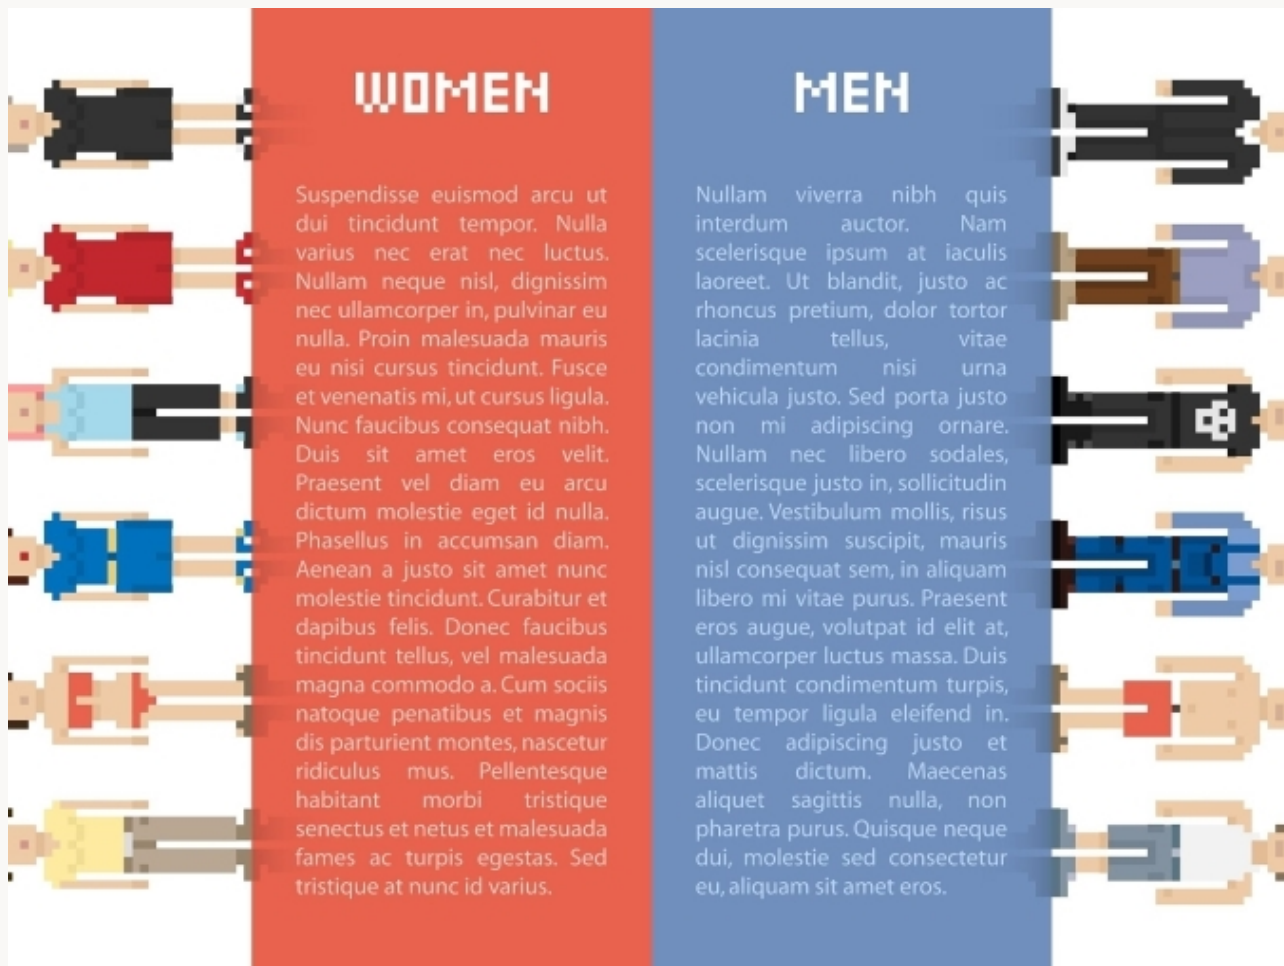 WOMEN
Suspendisse euismod arcu ut
dui tincidunt tempor. Nulla
varius nec erat nec luctus.
Nullam neque nisl, dignissim
nec ullamcorper in, pulvinar eu
nulla. Proin malesuada mauris
eu nisi cursus tincidunt. Fusce
et venenatis mi, ut cursus ligula.
Nunc faucibus consequat nibh.
Duis sit amet eros velit.
Praesent vel diam eu arcu
dictum molestie eget id nulla.
Phasellus in accumsan diam.
Aenean a justo sit amet nunc
molestie tincidunt. Curabitur et
dapibus felis. Donec faucibus
tincidunt tellus, vel malesuada
magna commodo a. Cum sociis
natoque penatibus et magnis
dis parturient montes, nascetur
ridiculus mus. Pellentesque
habitant morbi tristique
senectus et netus et malesuada
fames ac turpis egestas. Sed
tristique at nunc id varius.
MEN
Nullam viverra nibh quis
interdum auctor. Nam
scelerisque ipsum at iaculis
laoreet. Ut blandit, justo ac
rhoncus pretium, dolor tortor
lacinia tellus, vitae
condimentum nisi urna
vehicula justo. Sed porta justo
non mi adipiscing ornare.
Nullam nec libero sodales,
scelerisque justo in, sollicitudin
augue. Vestibulum mollis, risus
ut dignissim suscipit, mauris
nisl consequat sem, in aliquam
libero mi vitae purus. Praesent
eros augue, volutpat id elit at,
ullamcorper luctus massa. Duis
tincidunt condimentum turpis,
eu tempor ligula eleifend in.
Donec adipiscing justo et
mattis dictum. Maecenas
aliquet sagittis nulla, non
pharetra purus. Quisque neque
dui, molestie sed consectetur
eu, aliquam sit amet eros.